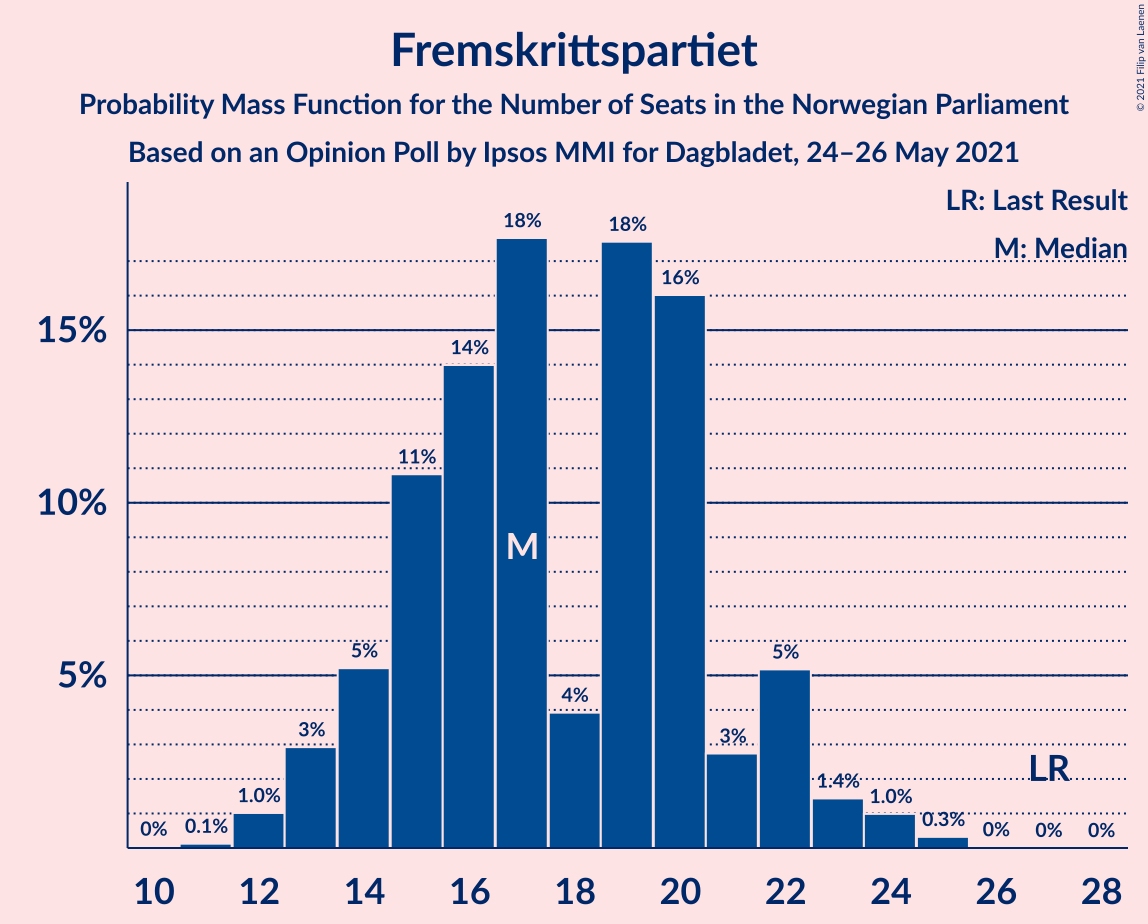 Fremskrittspartiet
Probability Mass Function for the Number of Seats in the Norwegian Parliament
Based on an Opinion Poll by Ipsos MMI for Dagbladet, 24–26 May 2021
© 2021 Filip van Laenen
LR: Last Result
M: Median
15%
10%
5%
0%
0.1%
1.0%
3%
5%
11%
14%
18%
4%
18%
16%
3%
5%
1.4%
1.0%
0.3%
0%
0%
0%
M
LR
10 12 14 16 18 20 22 24 26 28